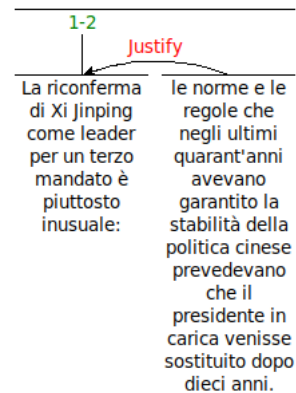 1-2
Justify
La riconferma
di Xi Jinping
come leader
per un terzo
mandato è
piuttosto
inusuale:
le norme e le
regole che
negli ultimi
quarant'anni
avevano
garantito la
stabilità della
politica cinese
prevedevano
che il
presidente in
carica venisse
sostituito dopo
dieci anni.